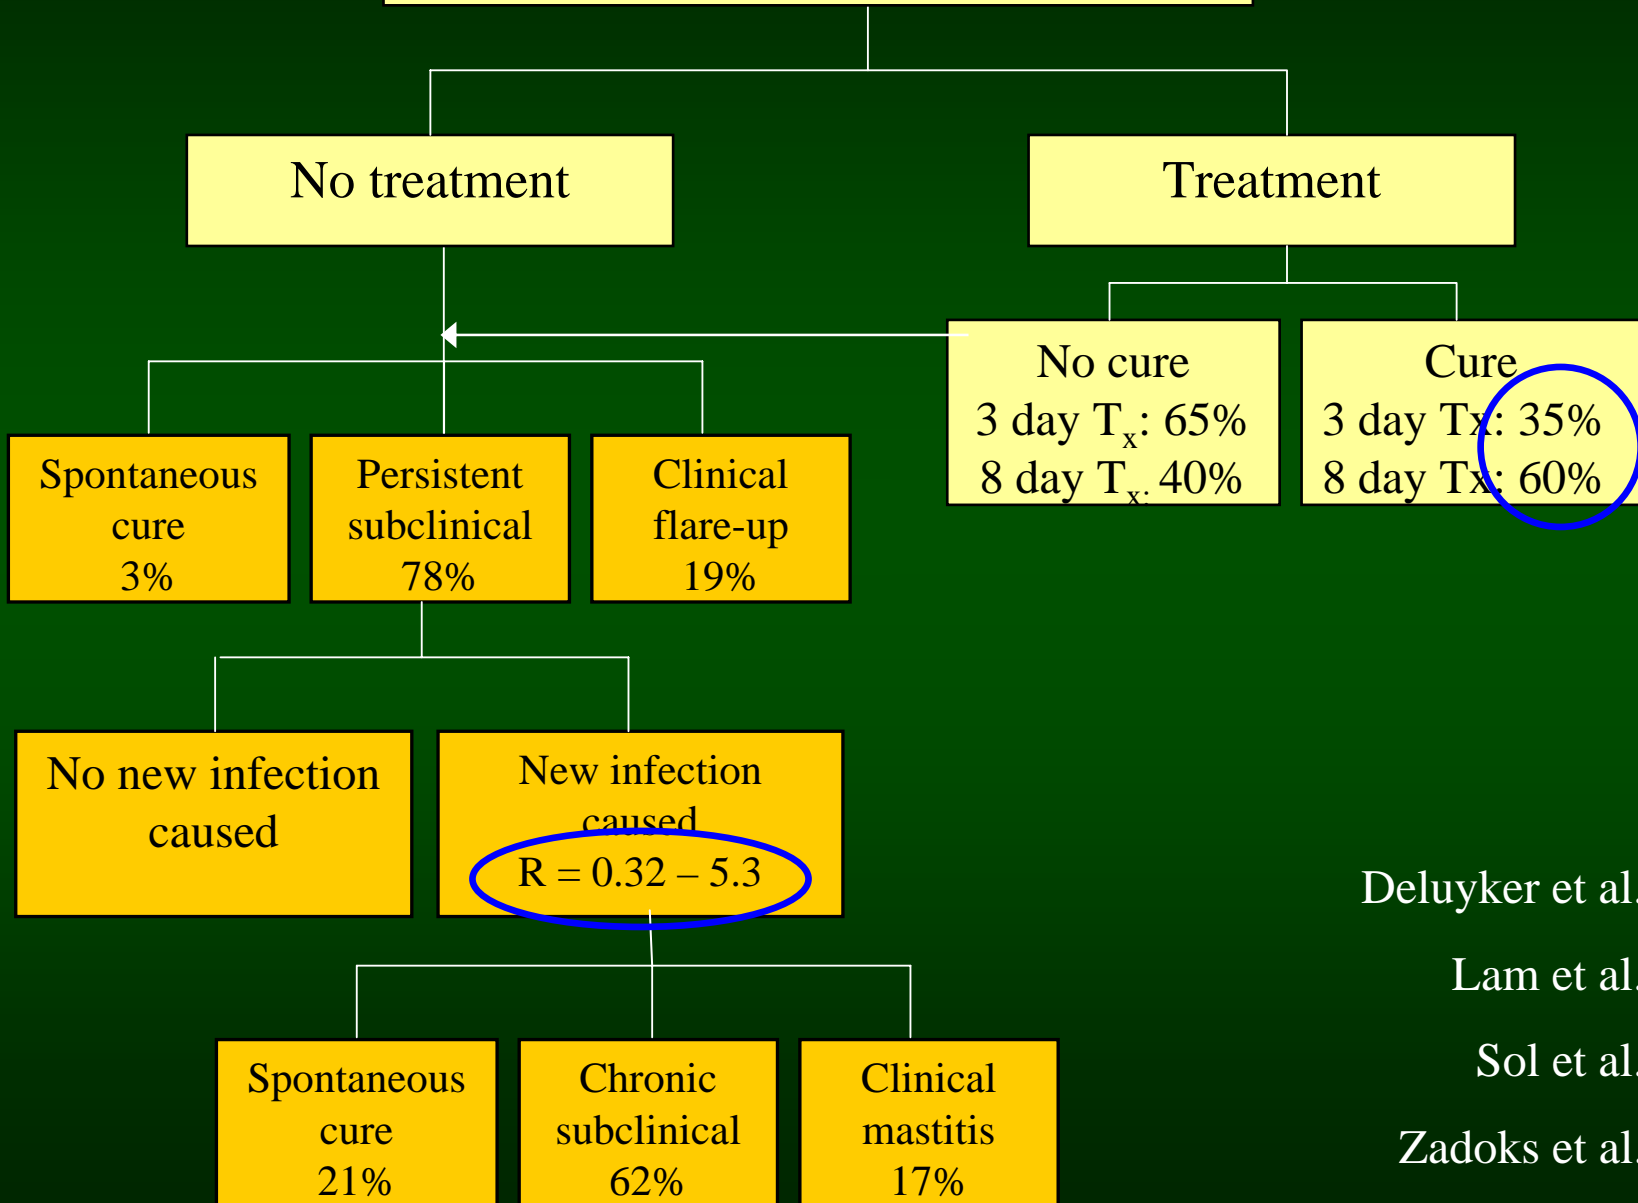 No treatment
Treatment
No cure
3 day Tx: 65%
8 day Tx: 40%
Cure
3 day Tx: 35%
8 day Tx: 60%
Spontaneous
cure
3%
Persistent
subclinical
78%
Clinical
flare-up
19%
No new infection
caused
New infection
caused
R = 0.32 – 5.3
Deluyker et al.
Lam et al.
Sol et al.
Zadoks et al.
Spontaneous
cure
21%
Chronic
subclinical
62%
Clinical
mastitis
17%